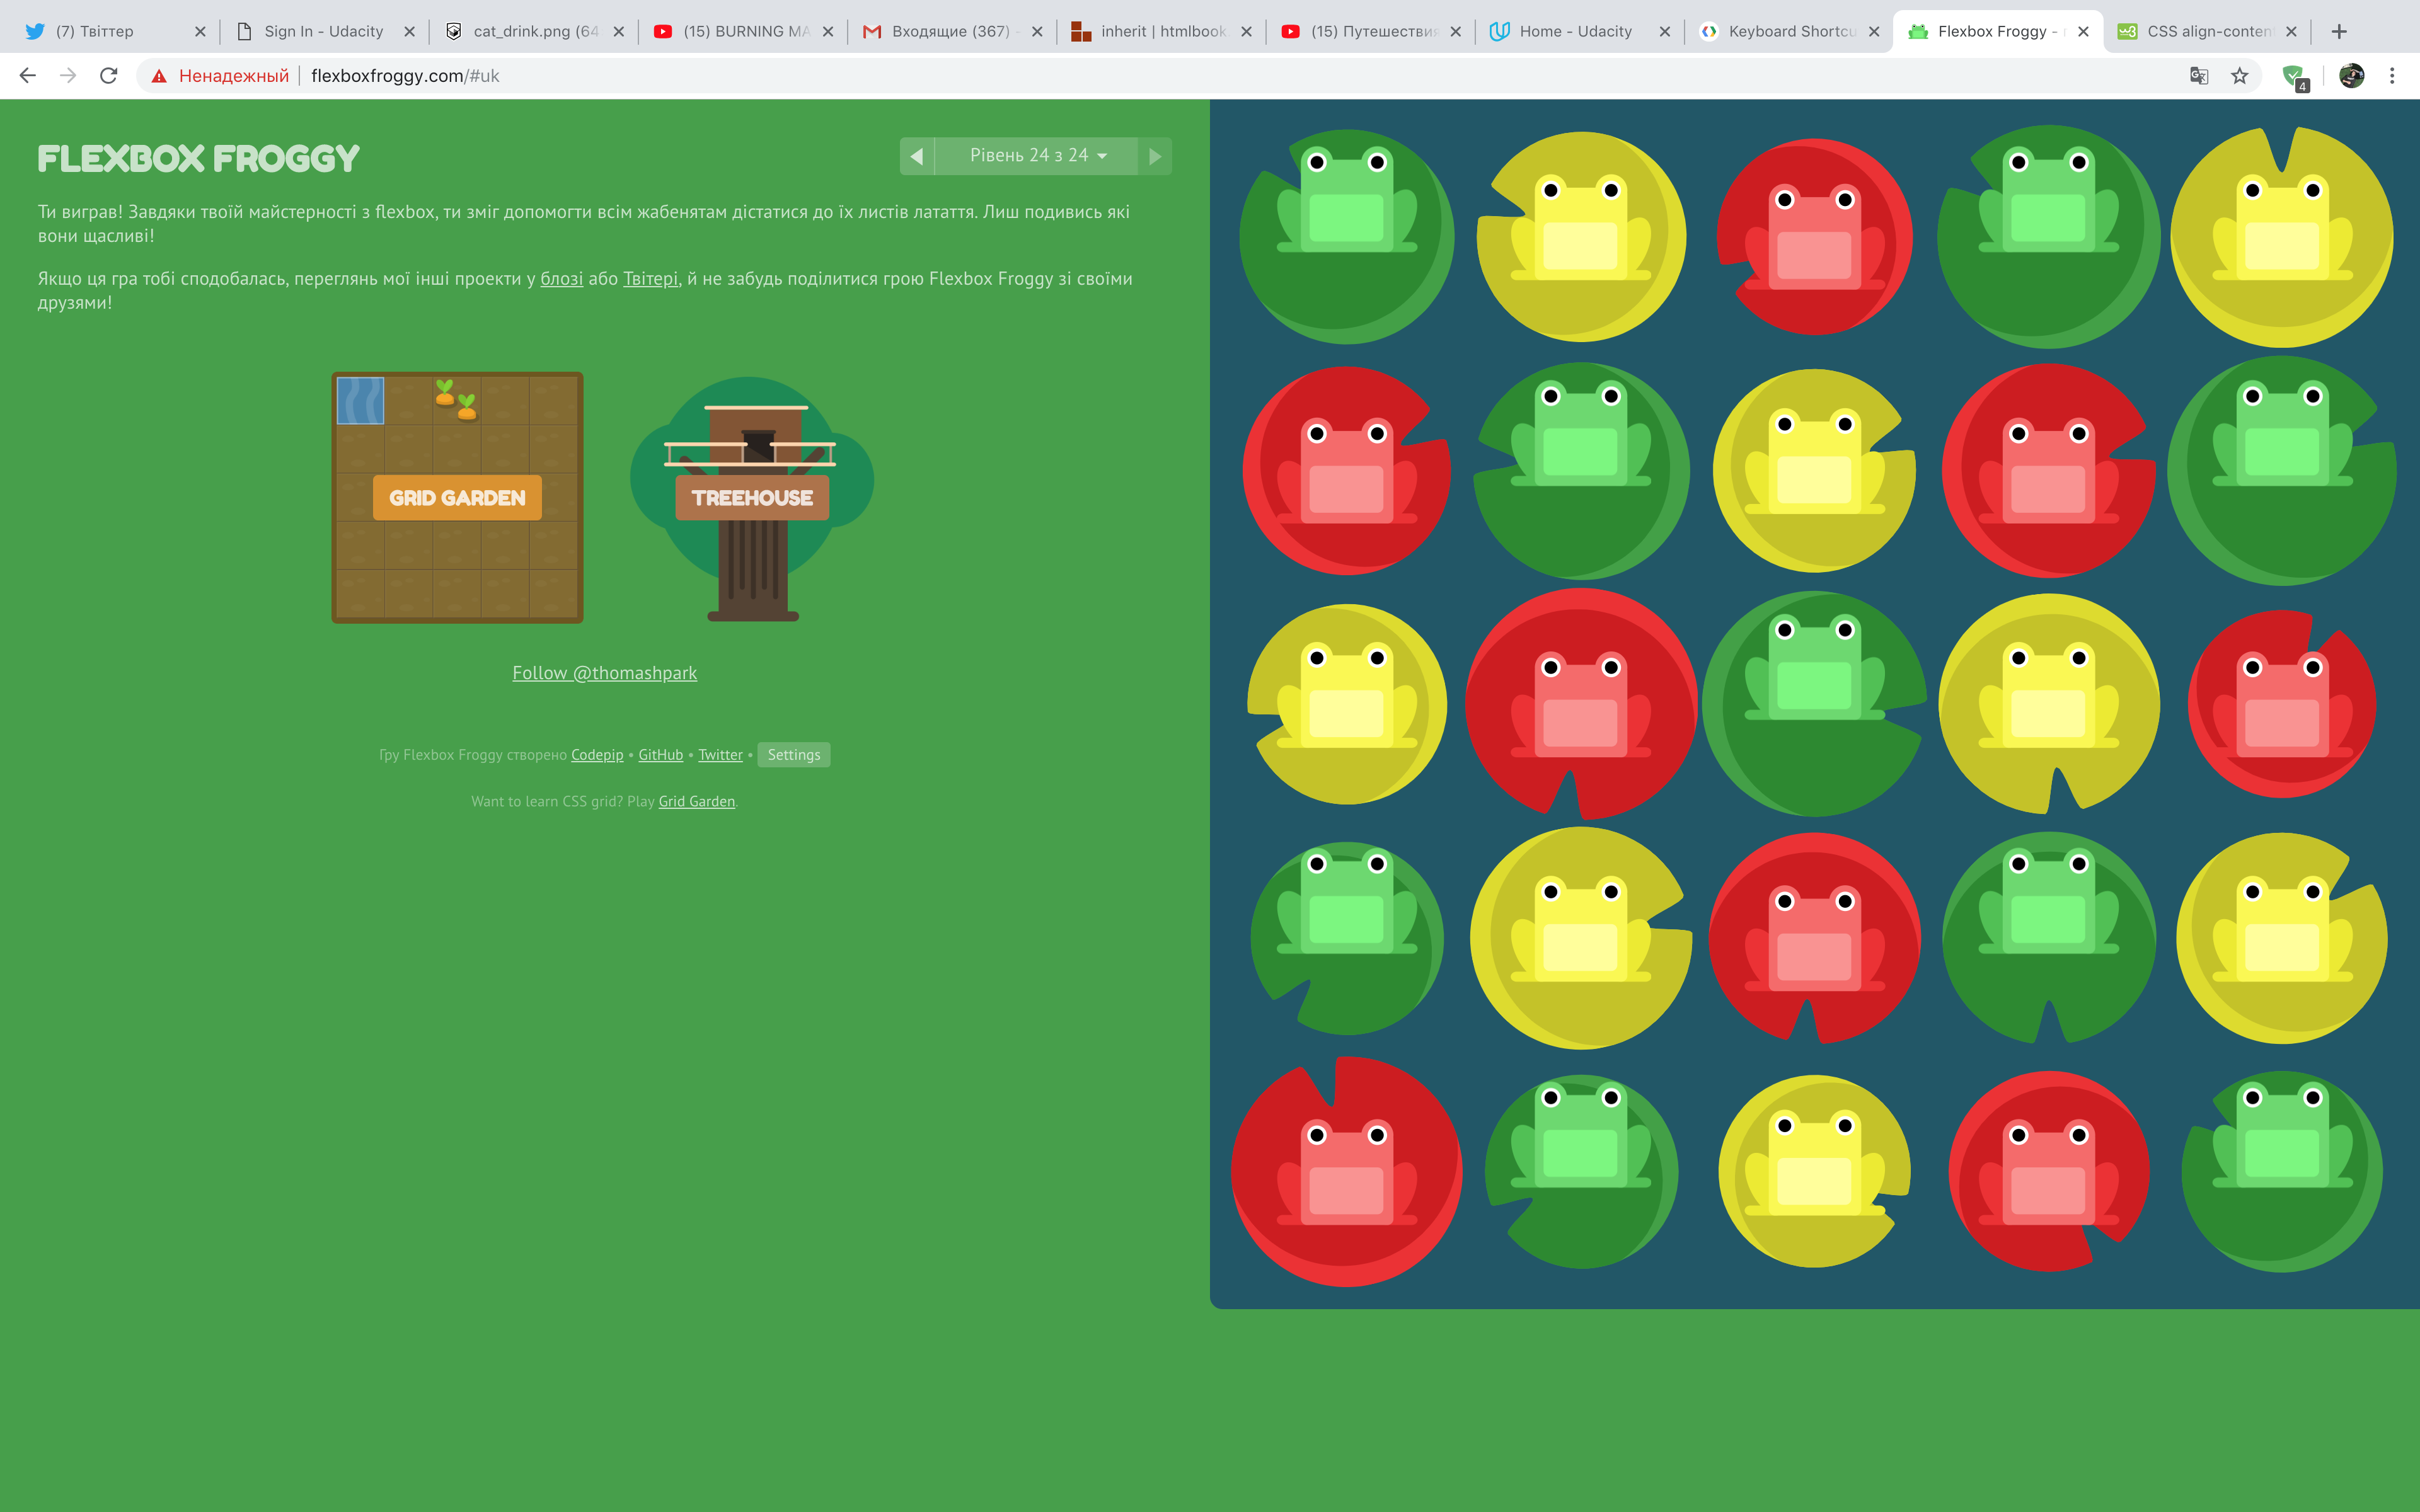 (7) Твіттер
Sign In - Udacity
cat_drink.png (64
(15) BURNING MA
Входящие (367) -
inherit | htmlbook
(15) Путешествия
Home - Udacity
Keyboard Shortcu
Flexbox Froggy -
CSS align-conten
Ненадежный
flexboxfroggy.com/#uk
4
FLEXBOX FROGGY
Рівень 24 з 24
Ти виграв! Завдяки твоїй майстерності з flexbox, ти зміг допомогти всім жабенятам дістатися до їх листів латаття. Лиш подивись які
вони щасливі!
Якщо ця гра тобі сподобалась, переглянь мої інші проекти у блозі або Твітері, й не забудь поділитися грою Flexbox Froggy зі своїми
друзями!
GRID GARDEN
TREEHOUSE
Follow @thomashpark
Гру Flexbox Froggy створено Codepip • GitHub • Twitter • Settings
Want to learn CSS grid? Play Grid Garden.